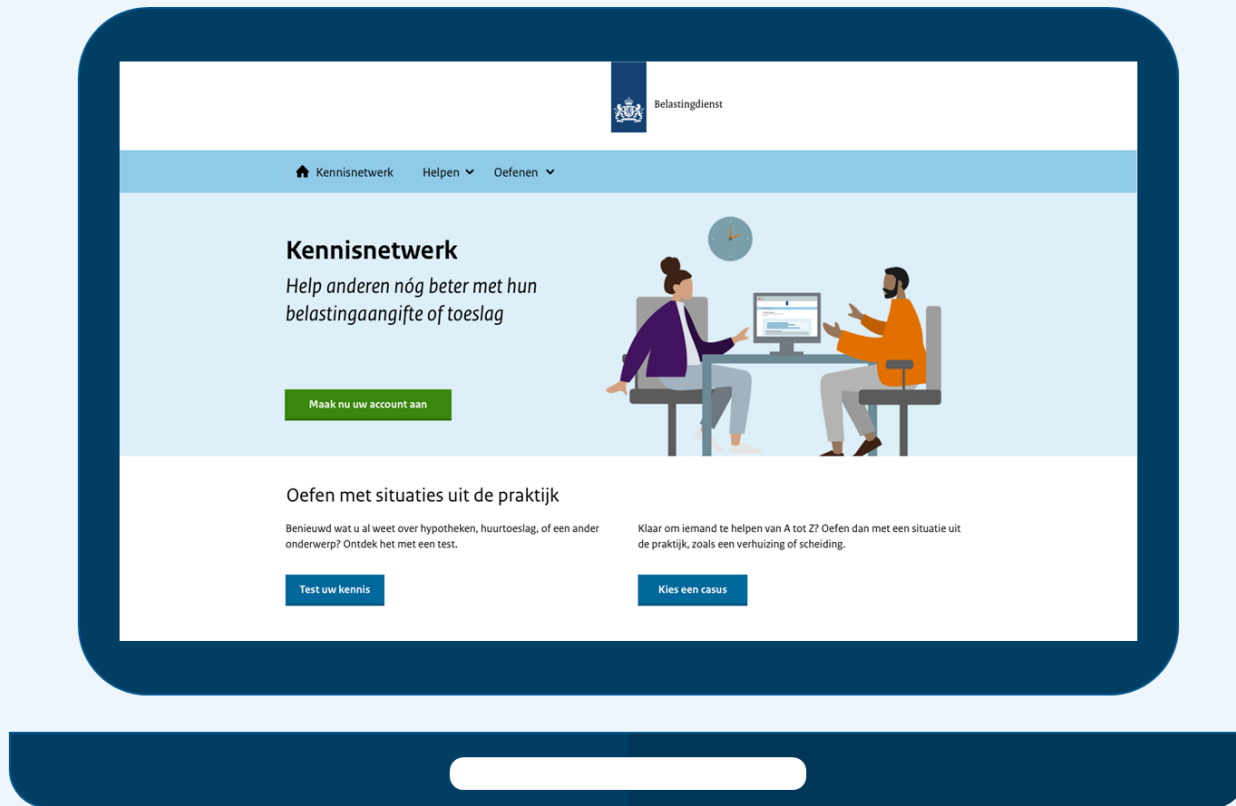 Belastingdienst
Kennisnetwerk Helpen Oefenen
Kennisnetwerk
Help anderen nóg beter met hun
belastingaangifte of toeslag
Maak nu uw account aan
Oefen met situaties uit de praktijk
Benieuwd wat u al weet over hypotheken, huurtoeslag, of een ander
onderwerp? Ontdek het met een test.
Test uw kennis
Klaar om iemand te helpen van A tot Z? Oefen dan met een situatie uit
de praktijk, zoals een verhuizing of scheiding.
Kies een casus